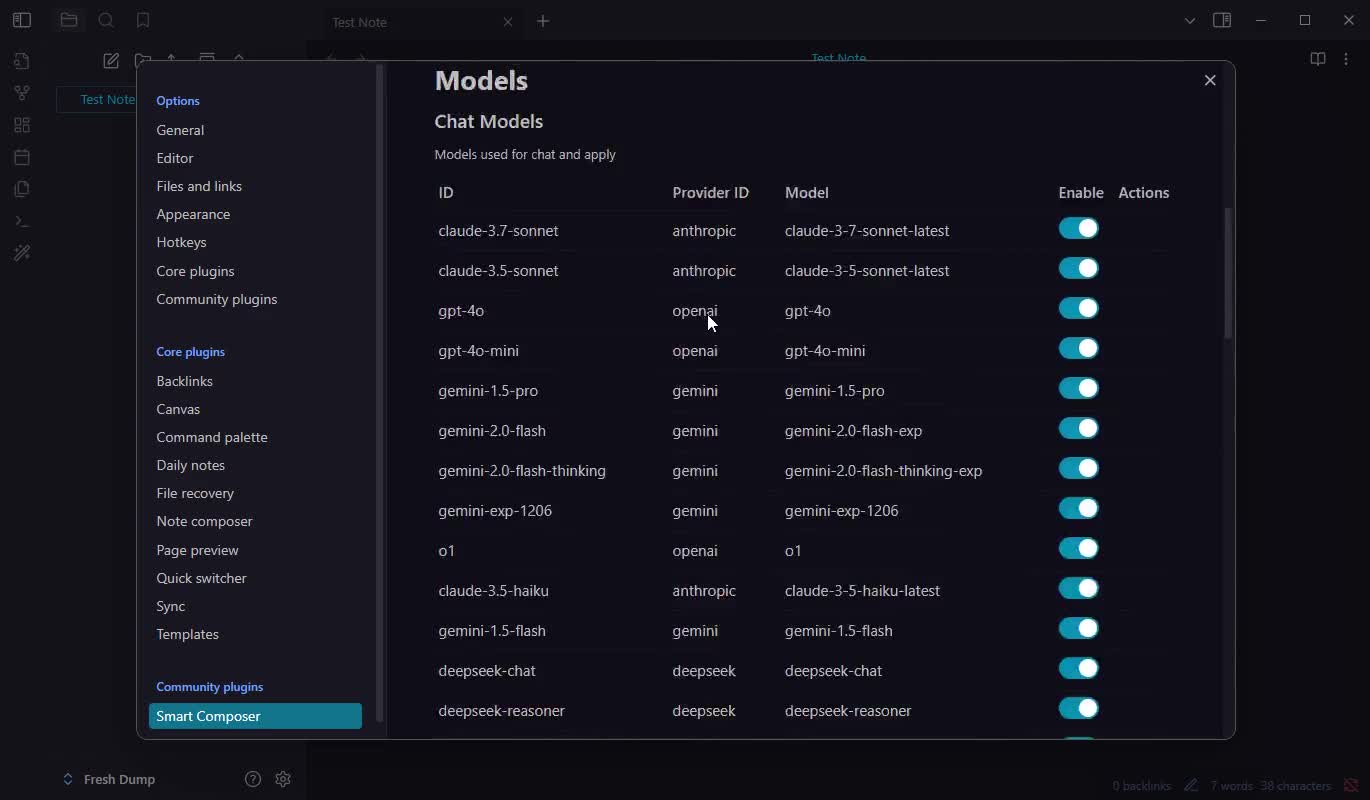 Test Note
Test Note
Test Note
Options
General
Editor
Files and links
Appearance
Hotkeys
Core plugins
Community plugins
Core plugins
Backlinks
Canvas
Command palette
Daily notes
File recovery
Note composer
Page preview
Quick switcher
Sync
Templates
Community plugins
Smart Composer
Models
Chat Models
Models used for chat and apply
ID Provider ID Model Enable Actions
claude-3.7-sonnet anthropic claude-3-7-sonnet-latest
claude-3.5-sonnet anthropic claude-3-5-sonnet-latest
gpt-4o openai gpt-4o
gpt-4o-mini openai gpt-4o-mini
gemini-1.5-pro gemini gemini-1.5-pro
gemini-2.0-flash gemini gemini-2.0-flash-exp
gemini-2.0-flash-thinking gemini gemini-2.0-flash-thinking-exp
gemini-exp-1206 gemini gemini-exp-1206
o1 openai o1
claude-3.5-haiku anthropic claude-3-5-haiku-latest
gemini-1.5-flash gemini gemini-1.5-flash
deepseek-chat deepseek deepseek-chat
deepseek-reasoner deepseek deepseek-reasoner
Fresh Dump
0 backlinks 7 words 38 characters